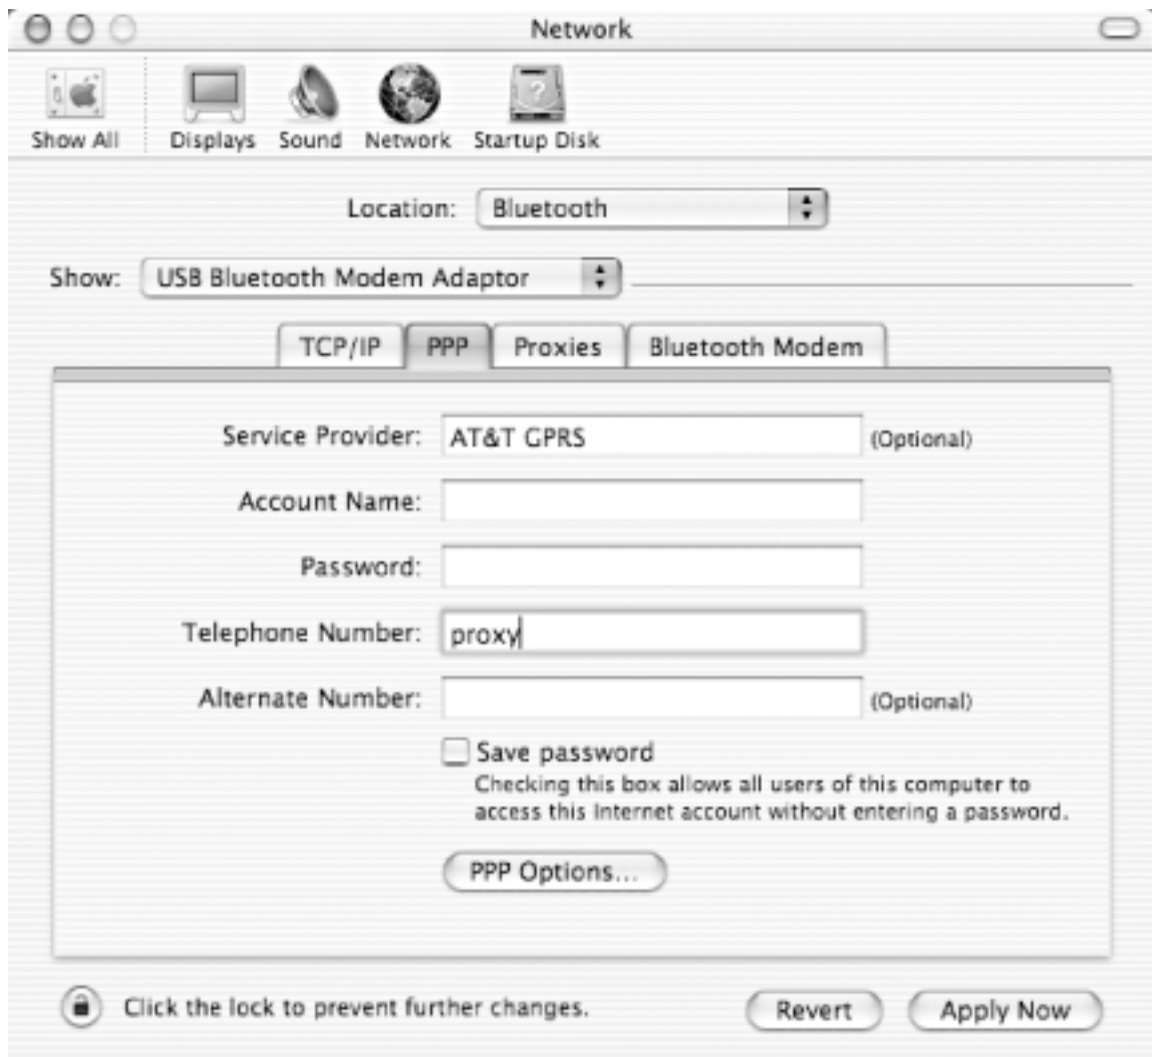 Network
Show All
Displays
Sound
Network
Startup Disk
Location: Bluetooth
Show: USB Bluetooth Modem Adaptor
TCP/IP
PPP
Proxies
Bluetooth Modem
Service Provider: AT&T GPRS (Optional)
Account Name:
Password:
Telephone Number: proxy
Alternate Number: (Optional)
Save password
Checking this box allows all users of this computer to
access this Internet account without entering a password.
PPP Options...
Click the lock to prevent further changes.
Revert
Apply Now